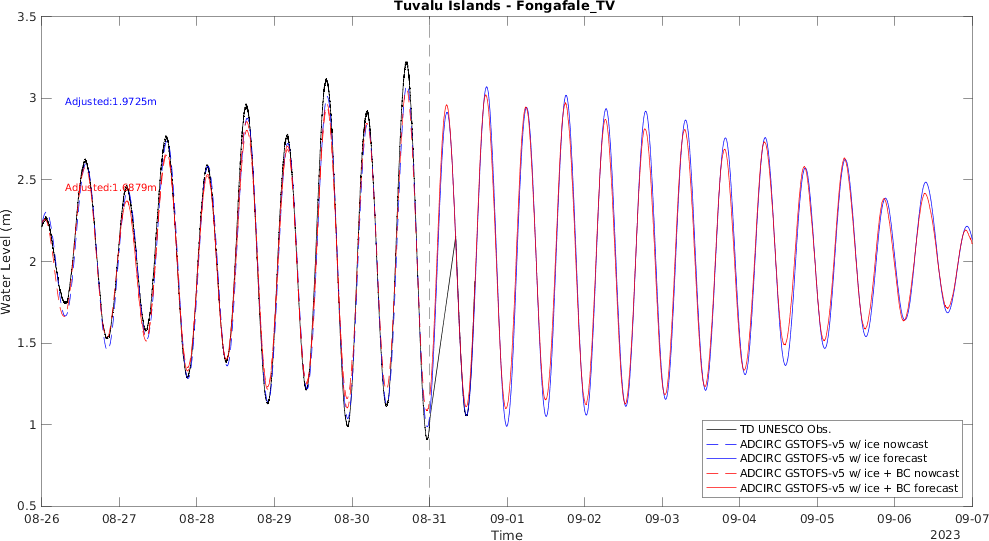 Tuvalu Islands - Fongafale_TV
3.5
3
2.5
2
1.5
1
0.5
Water Level (m)
Adjusted:1.9725m
Adjusted:1.6879m
TD UNESCO Obs.
ADCIRC GSTOFS-v5 w/ ice nowcast
ADCIRC GSTOFS-v5 w/ ice forecast
ADCIRC GSTOFS-v5 w/ ice + BC nowcast
ADCIRC GSTOFS-v5 w/ ice + BC forecast
08-26 08-27 08-28 08-29 08-30 08-31 09-01 09-02 09-03 09-04 09-05 09-06 09-07
Time
2023